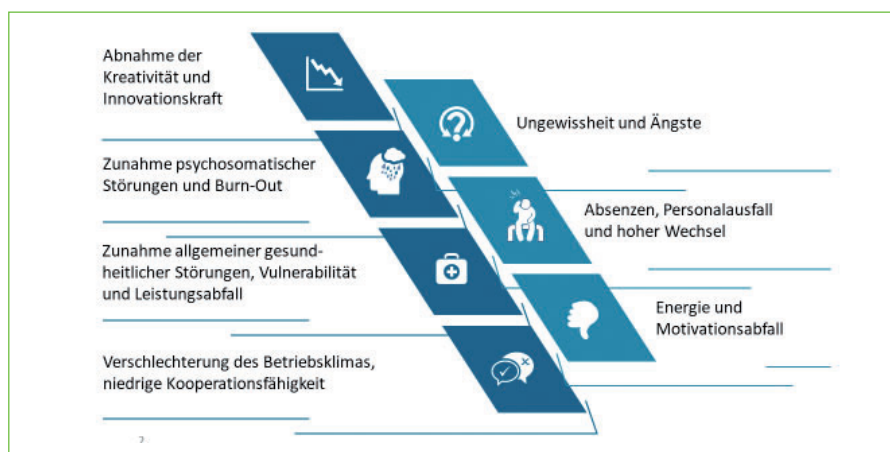 Abnahme der
Kreativität und
Innovationskraft
Ungewissheit und Ängste
Zunahme psychosomatischer
Störungen und Burn-Out
Absenzen, Personalausfall
und hoher Wechsel
Zunahme allgemeiner gesund-
heitlicher Störungen, Vulnerabilität
und Leistungsabfall
Energie und
Motivationsabfall
Verschlechterung des Betriebsklimas,
niedrige Kooperationsfähigkeit